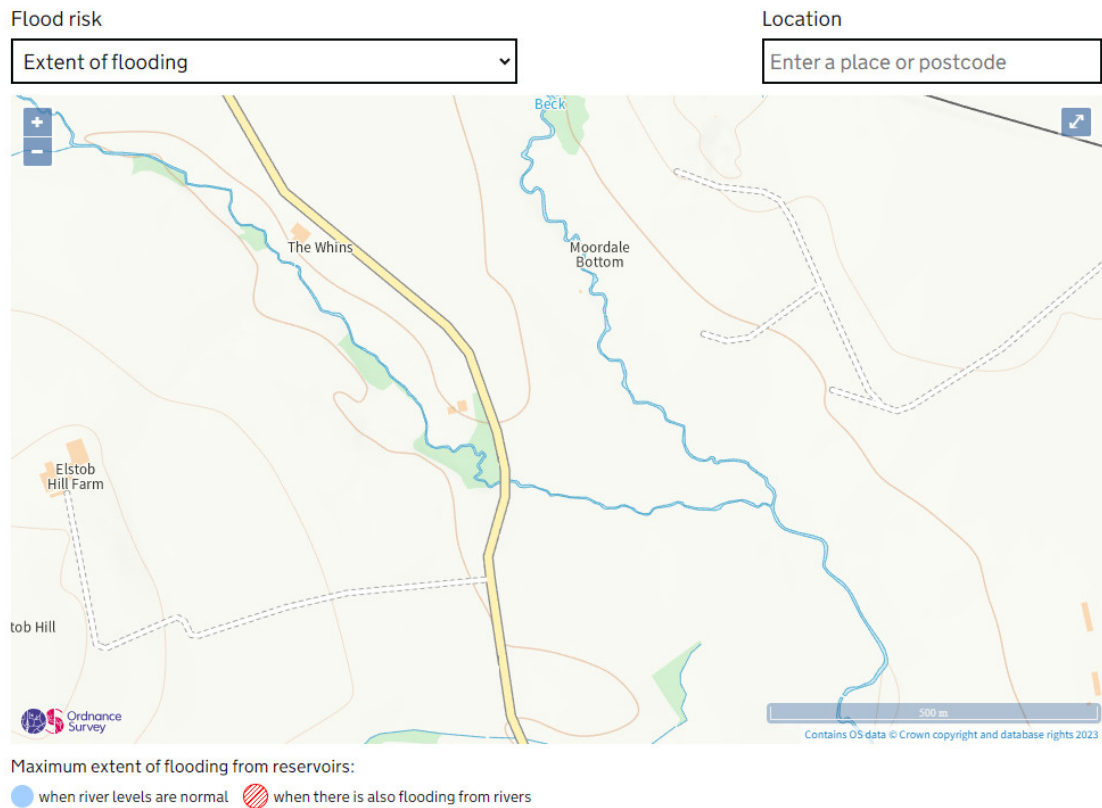 Flood risk
Location
Extent of flooding
Enter a place or postcode
+
−
Beck
The Whins
Moordale
Bottom
Elstob
Hill Farm
tob Hill
Ordnance
Survey
500 m
Contains OS data © Crown copyright and database rights 2023
Maximum extent of flooding from reservoirs:
when river levels are normal
when there is also flooding from rivers